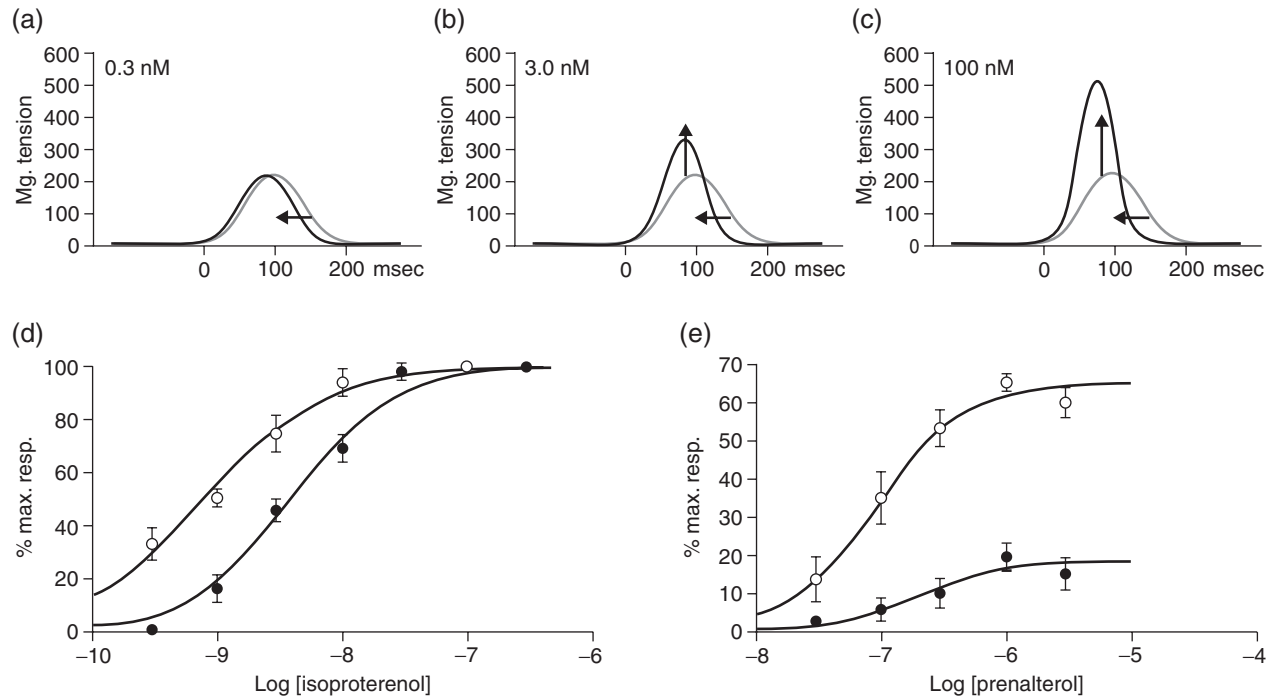 (a)
0.3 nM
Mg. tension
600
500
400
300
200
100
0
0 100 200 msec
(b)
3.0 nM
Mg. tension
600
500
400
300
200
100
0
0 100 200 msec
(c)
100 nM
Mg. tension
600
500
400
300
200
100
0
0 100 200 msec
(d)
% max. resp.
100
80
60
40
20
0
–10 –9 –8 –7 –6
Log [isoproterenol]
(e)
% max. resp.
70
60
50
40
30
20
10
0
–8 –7 –6 –5 –4
Log [prenalterol]